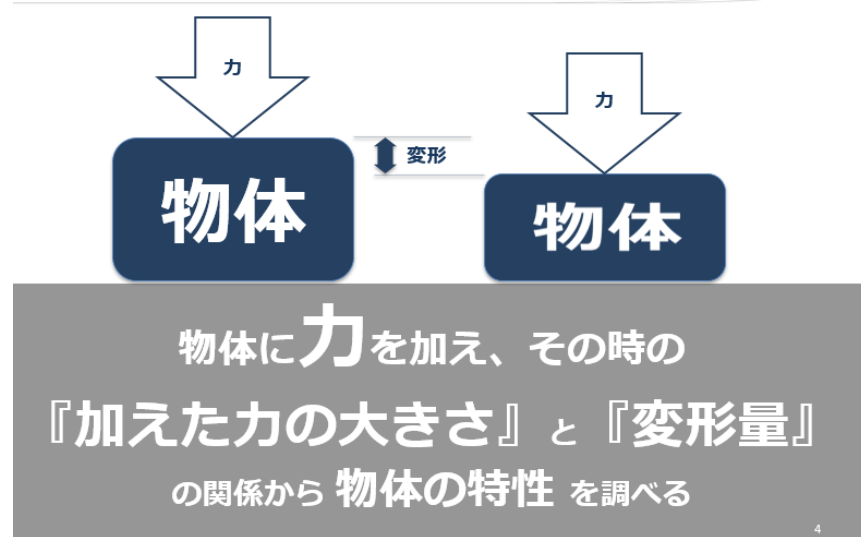 力
力
変形
物体
物体
物体に力を加え、その時の
『加えた力の大きさ』と『変形量』
の関係から 物体の特性 を調べる
4